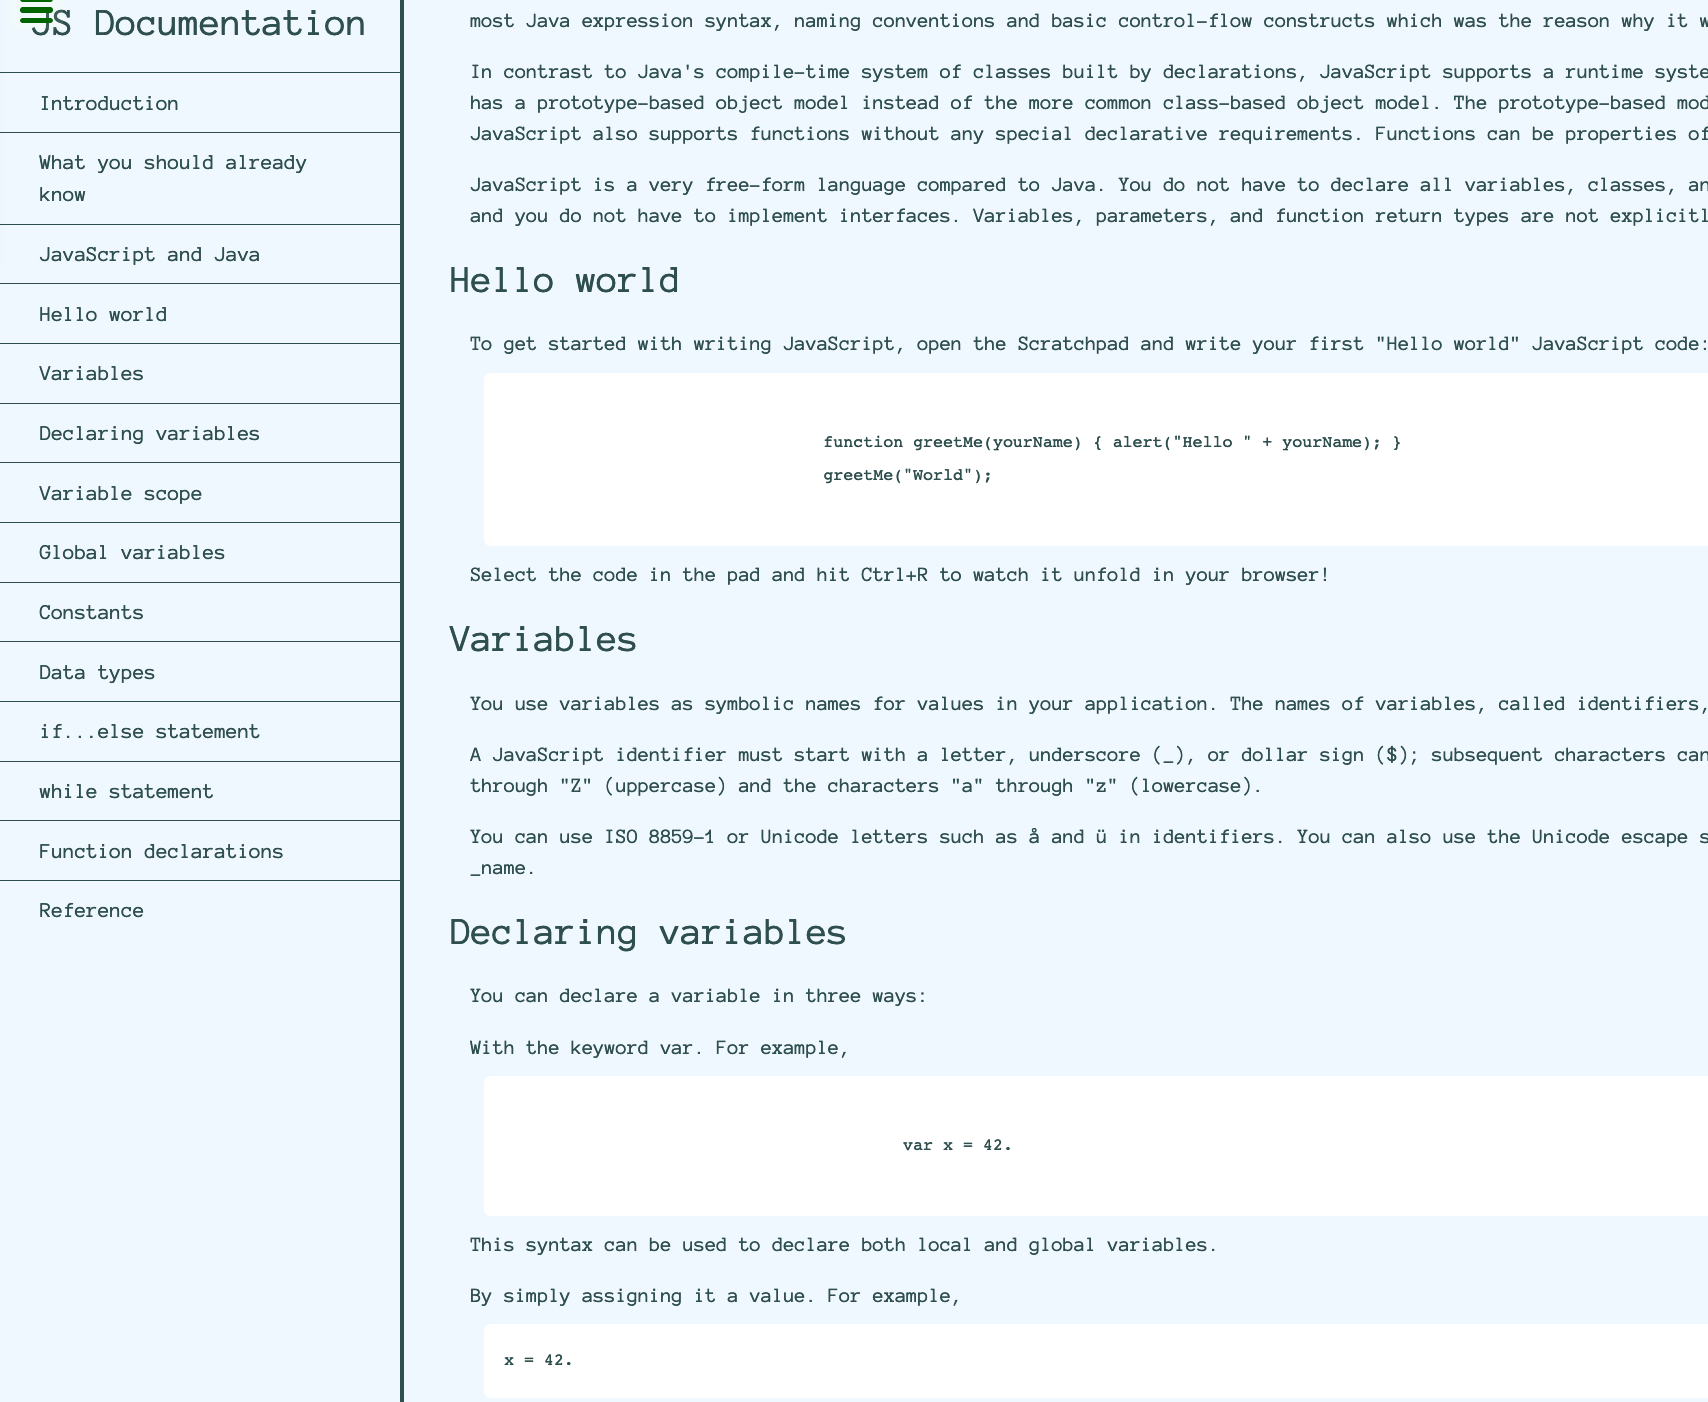 JS Documentation
Introduction
What you should already
know
JavaScript and Java
Hello world
Variables
Declaring variables
Variable scope
Global variables
Constants
Data types
if...else statement
while statement
Function declarations
Reference
most Java expression syntax, naming conventions and basic control-flow constructs which was the reason why it
In contrast to Java's compile-time system of classes built by declarations, JavaScript supports a runtime
has a prototype-based object model instead of the more common class-based object model. The prototype-based
JavaScript also supports functions without any special declarative requirements. Functions can be properties of
JavaScript is a very free-form language compared to Java. You do not have to declare all variables, classes,
and you do not have to implement interfaces. Variables, parameters, and function return types are not
Hello world
To get started with writing JavaScript, open the Scratchpad and write your first "Hello world" JavaScript code:
function greetMe(yourName) { alert("Hello " + yourName); }
greetMe("World");
Select the code in the pad and hit Ctrl+R to watch it unfold in your browser!
Variables
You use variables as symbolic names for values in your application. The names of variables, called identifiers,
A JavaScript identifier must start with a letter, underscore (_), or dollar sign ($); subsequent characters can
through "Z" (uppercase) and the characters "a" through "z" (lowercase).
You can use ISO 8859-1 or Unicode letters such as å and ü in identifiers. You can also use the Unicode escape
_name.
Declaring variables
You can declare a variable in three ways:
With the keyword var. For example,
var x = 42.
This syntax can be used to declare both local and global variables.
By simply assigning it a value. For example,
x = 42.